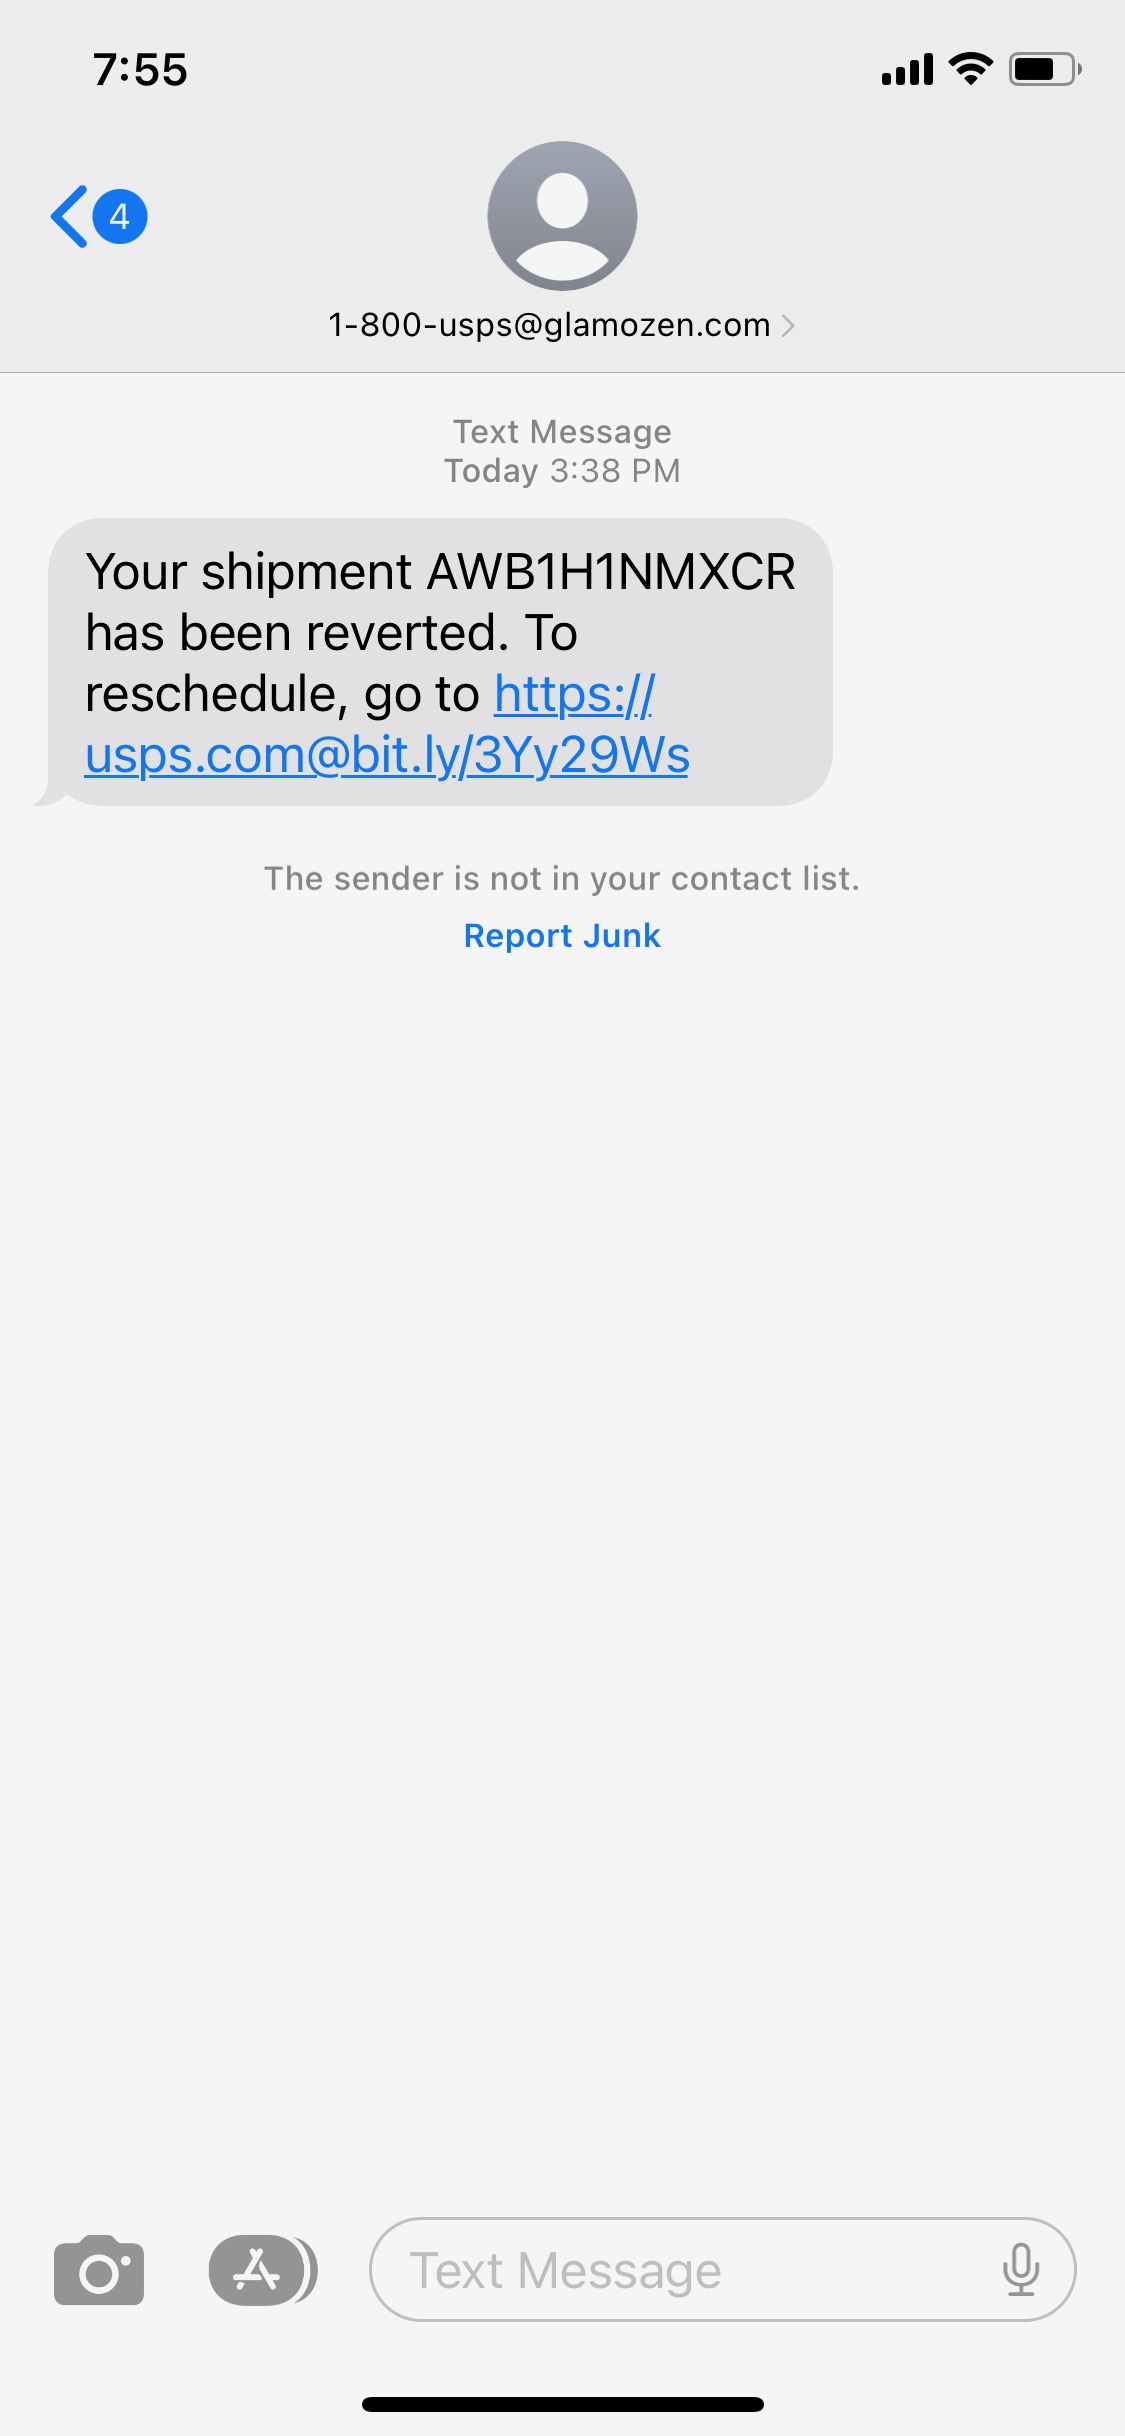 7:55
4
1-800-usps@glamozen.com
Text Message
Today 3:38 PM
Your shipment AWB1H1NMXCR
has been reverted. To
reschedule, go to https://
usps.com@bit.ly/3Yy29Ws
The sender is not in your contact list.
Report Junk
Text Message